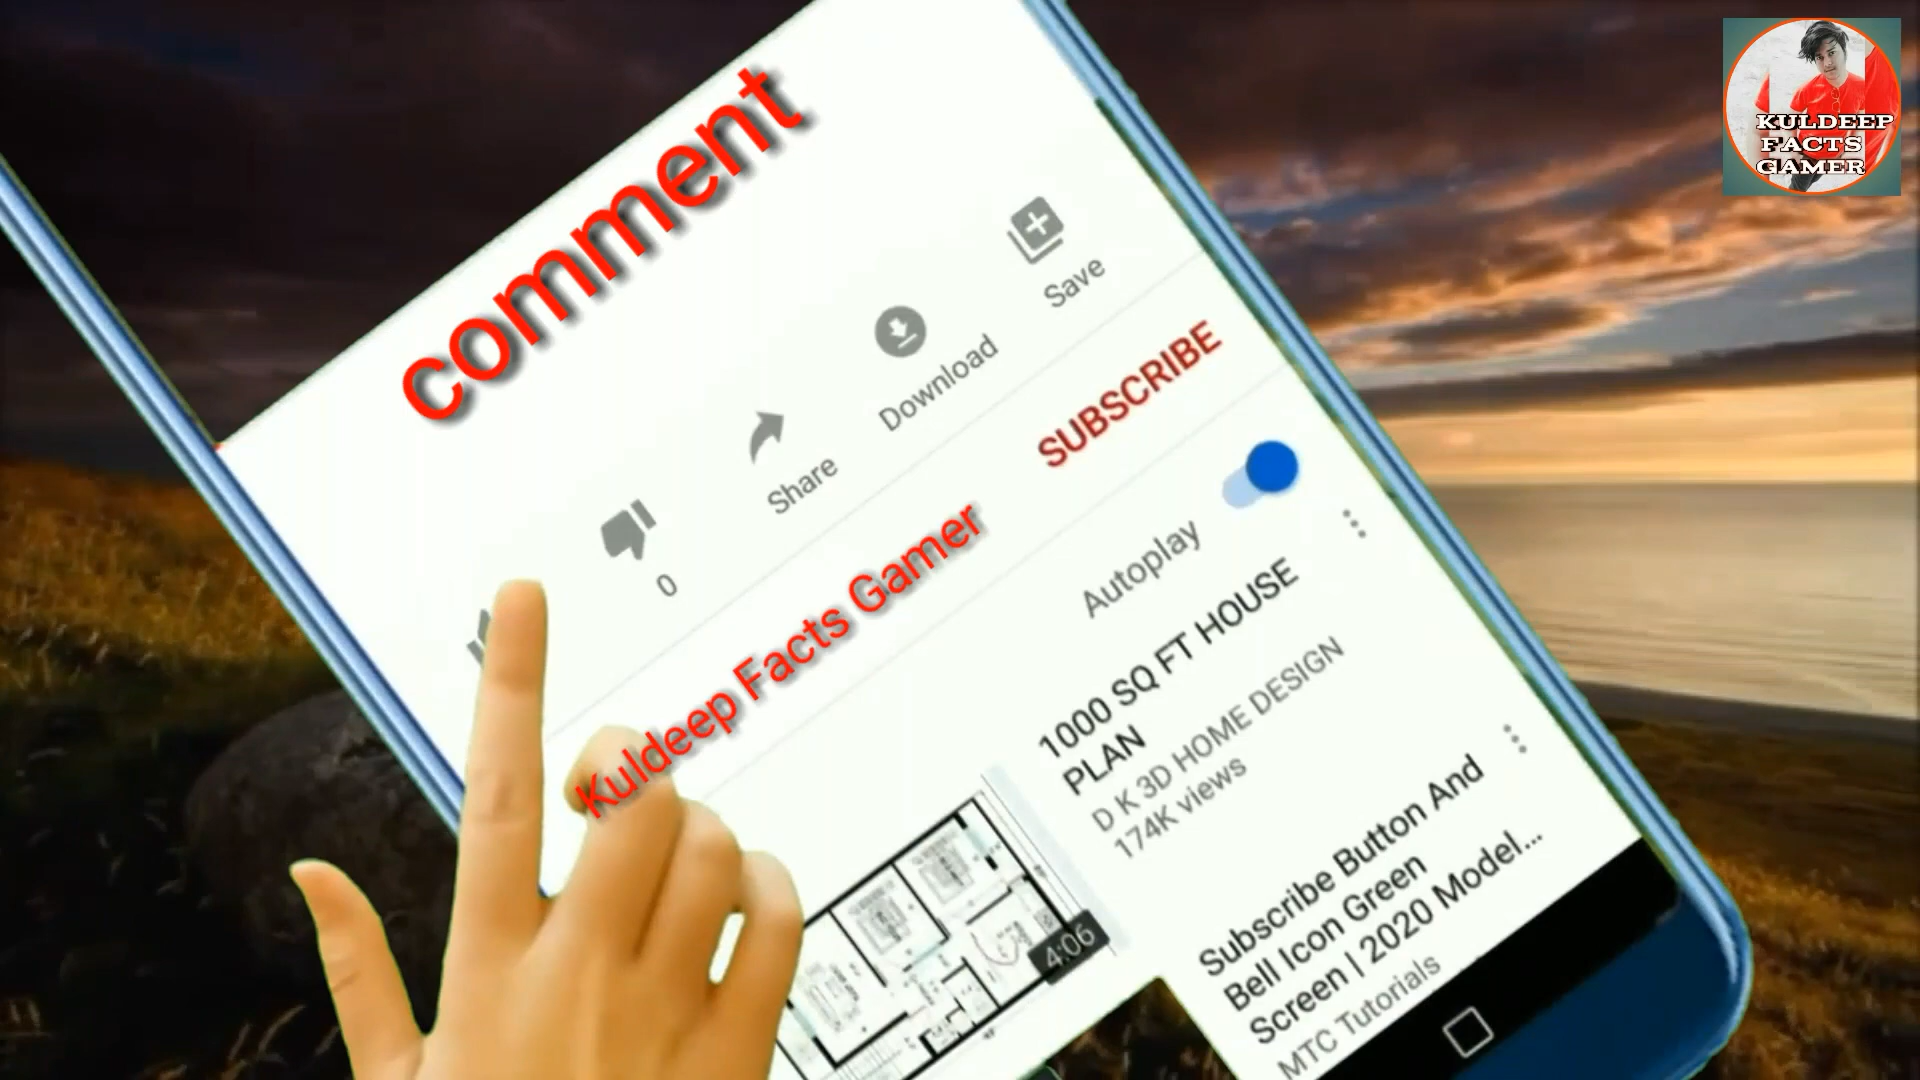 comment
0
Share
Download
Save
Kuldeep Facts Gamer
SUBSCRIBE
Autoplay
1000 SQ FT HOUSE
PLAN
D K 3D HOME DESIGN
174K views
4:06
Subscribe Button And
Bell Icon Green
Screen | 2020 Model...
MTC Tutorials
KULDEEP
FACTS
GAMER